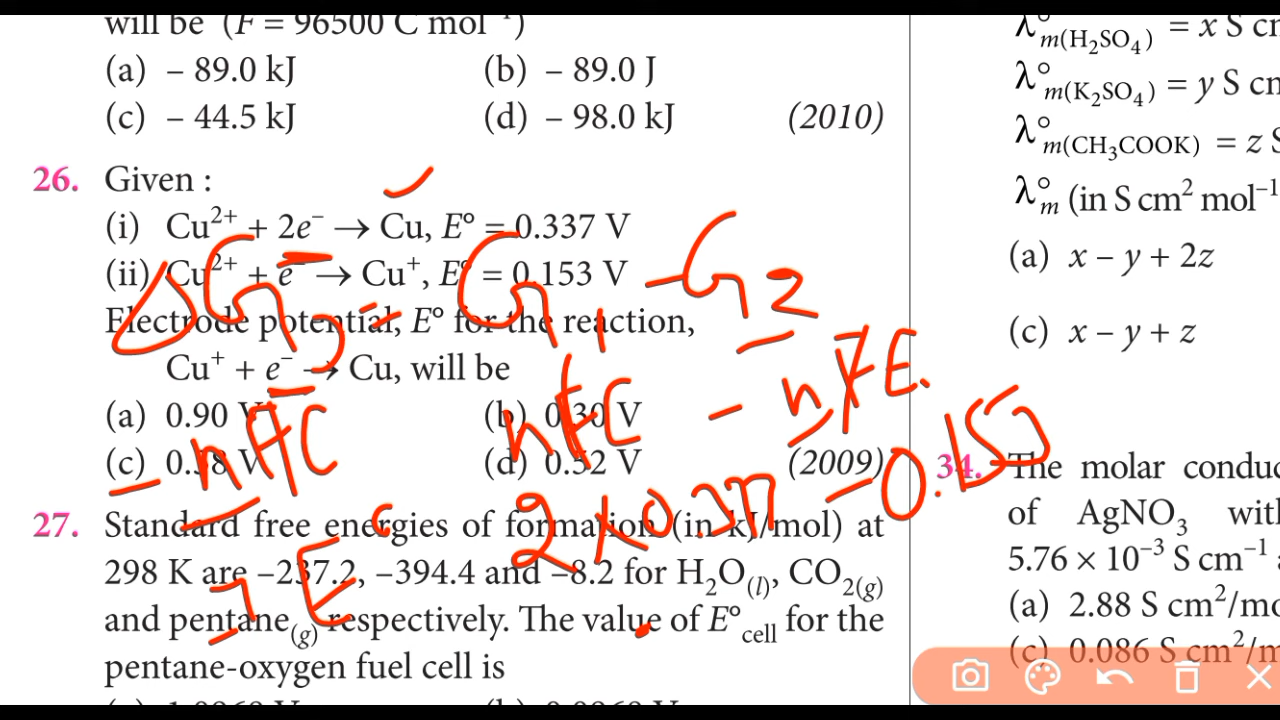 will be (F = 96500 C mol⁻¹)
(a) – 89.0 kJ (b) – 89.0 J
(c) – 44.5 kJ (d) – 98.0 kJ (2010)
26. Given :
(i) Cu²⁺ + 2e⁻ → Cu, E° = 0.337 V
(ii) Cu²⁺ + e⁻ → Cu⁺, E° = 0.153 V
Electrode potential, E° for the reaction,
Cu⁺ + e⁻ → Cu, will be
(a) 0.90 V (b) 0.30 V
(c) 0.38 V (d) 0.52 V (2009)
27. Standard free energies of formation (in kJ/mol) at
298 K are –237.2, –394.4 and –8.2 for H₂O(l), CO₂(g)
and pentane(g) respectively. The value of E°cell for the
pentane-oxygen fuel cell is
λ°m(H₂SO₄) = x S
λ°m(K₂SO₄) = y S
λ°m(CH₃COOK) = z S
λ°m (in S cm² mol⁻¹
(a) x – y + 2z
(c) x – y + z
34. The molar
of AgNO₃
5.76 × 10⁻³ S cm⁻¹
(a) 2.88 S cm²/
(c) 0.086 S cm²/
ΔG₃ = G₁ – G₂
– nFE
– nFE.
2 × 0.337 – 0.153